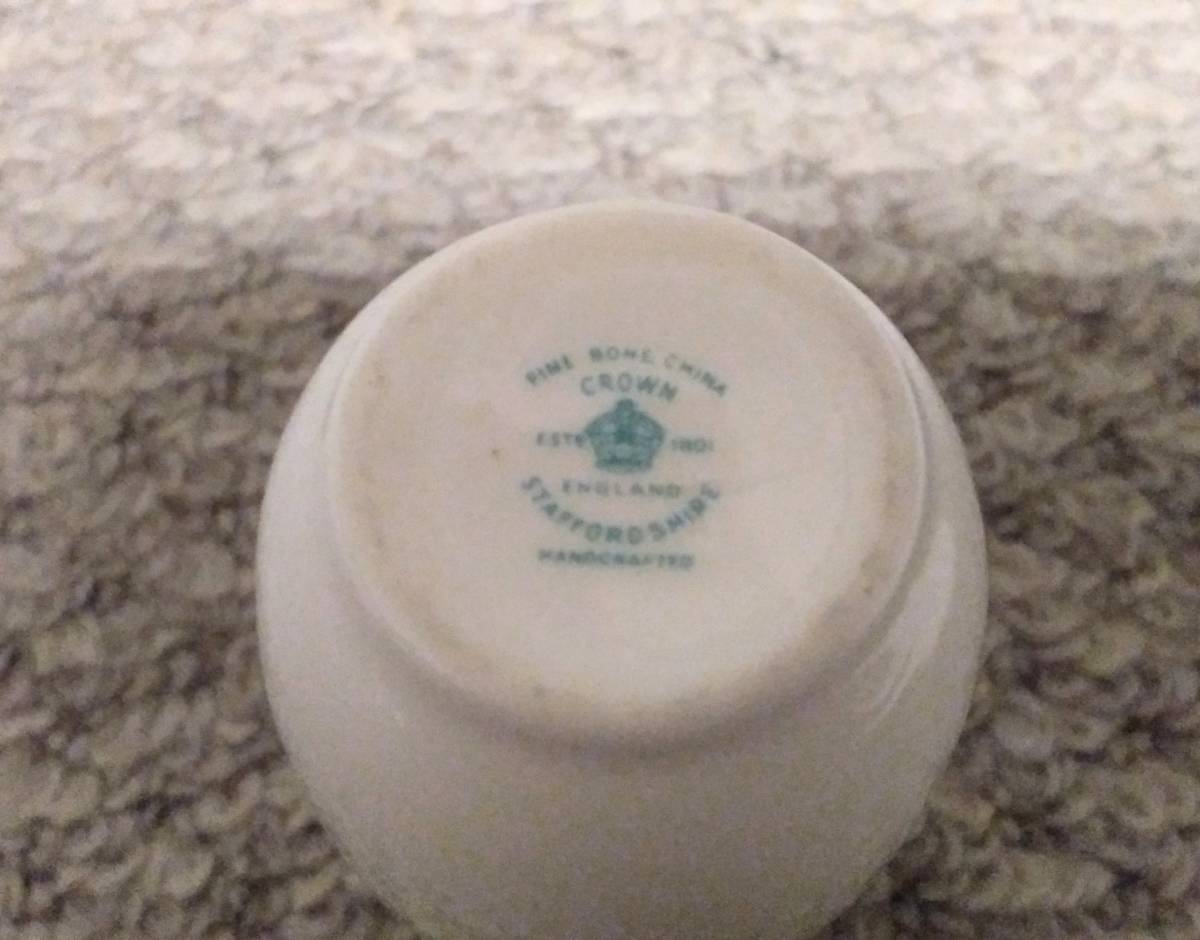 FINE BONE CHINA
CROWN
ESTD 1801
ENGLAND
STAFFORDSHIRE
HANDCRAFTED